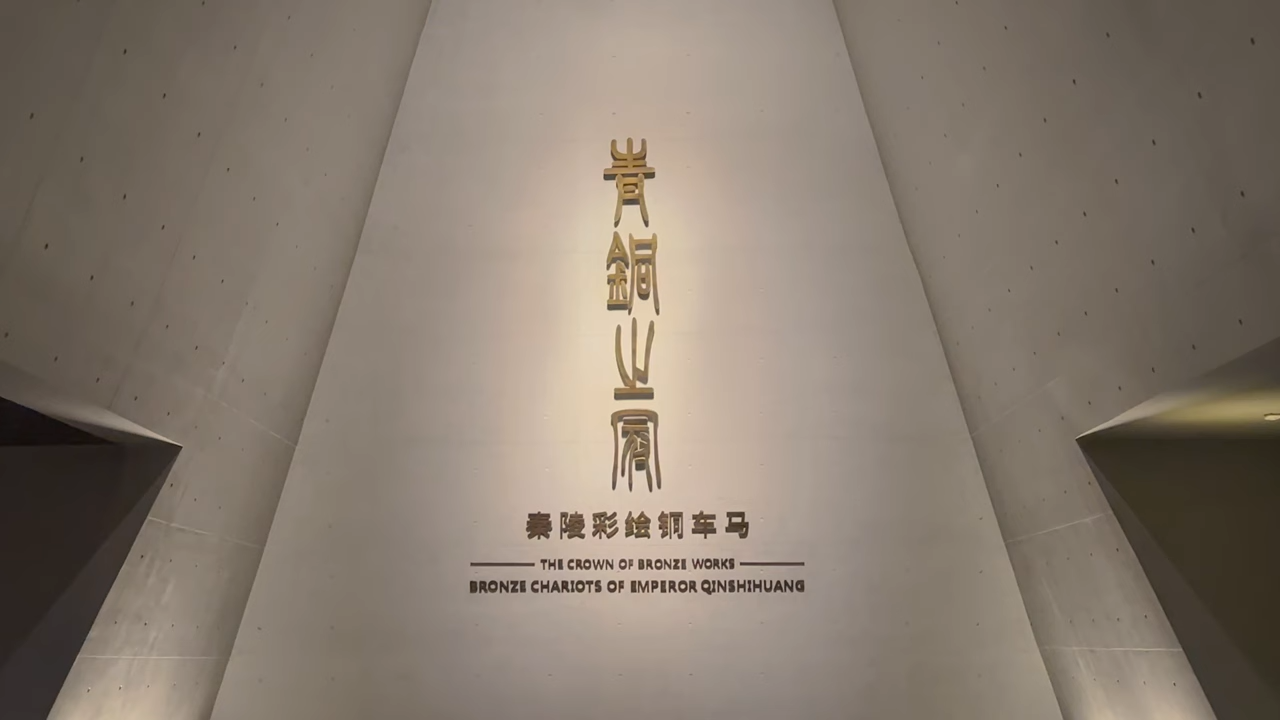 青銅之冠
秦陵彩绘铜车马
THE CROWN OF BRONZE WORKS
BRONZE CHARIOTS OF EMPEROR QINSHIHUANG